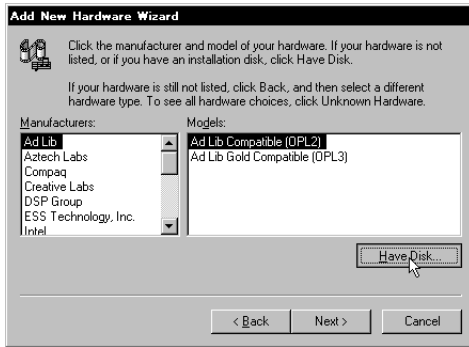 Add New Hardware Wizard
Click the manufacturer and model of your hardware. If your hardware is not
listed, or if you have an installation disk, click Have Disk.
If your hardware is still not listed, click Back, and then select a different
hardware type. To see all hardware choices, click Unknown Hardware.
Manufacturers:
Ad Lib
Aztech Labs
Compaq
Creative Labs
DSP Group
ESS Technology, Inc.
Intel
Models:
Ad Lib Compatible (OPL2)
Ad Lib Gold Compatible (OPL3)
Have Disk...
< Back
Next >
Cancel